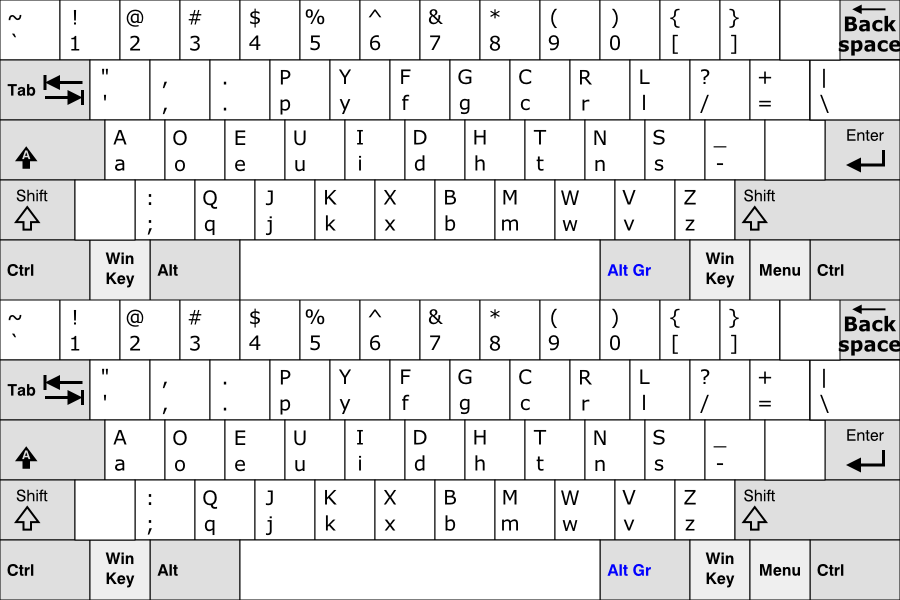 ~ ! @ # $ % ^ & * ( ) { } Back
` 1 2 3 4 5 6 7 8 9 0 [ ] space
Tab " , . P Y F G C R L ? + |
' , . p y f g c r l / = \
A A O E U I D H T N S _ Enter
a o e u i d h t n s -
Shift : Q J K X B M W V Z Shift
; q j k x b m w v z
Ctrl Win Key Alt Alt Gr Win Key Menu Ctrl
~ ! @ # $ % ^ & * ( ) { } Back
` 1 2 3 4 5 6 7 8 9 0 [ ] space
Tab " , . P Y F G C R L ? + |
' , . p y f g c r l / = \
A A O E U I D H T N S _ Enter
a o e u i d h t n s -
Shift : Q J K X B M W V Z Shift
; q j k x b m w v z
Ctrl Win Key Alt Alt Gr Win Key Menu Ctrl